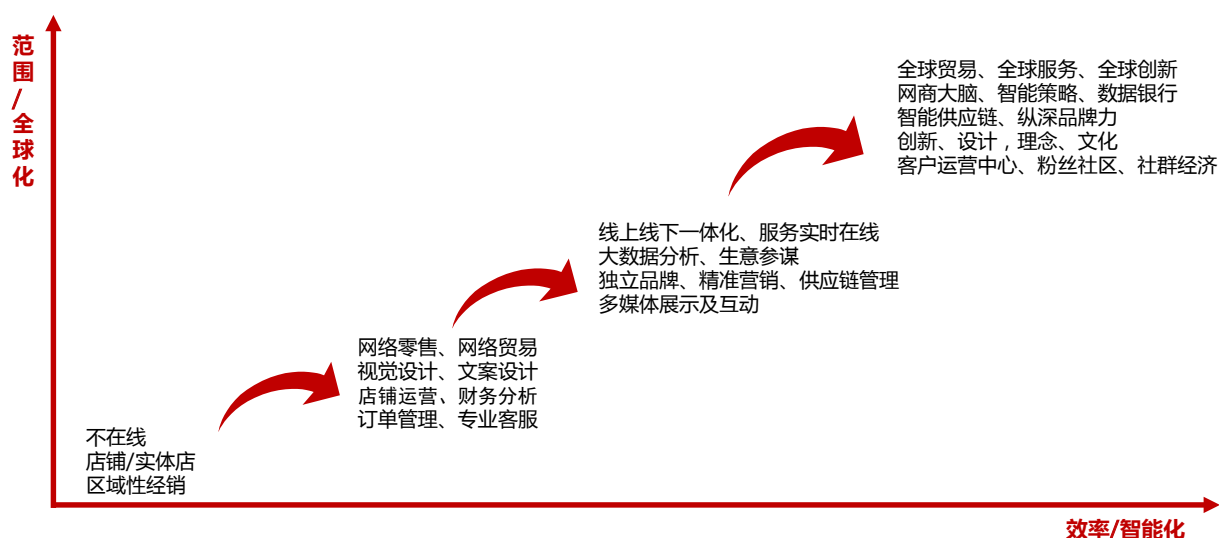 范围/全球化
全球贸易、全球服务、全球创新
网商大脑、智能策略、数据银行
智能供应链、纵深品牌力
创新、设计，理念、文化
客户运营中心、粉丝社区、社群经济
线上线下一体化、服务实时在线
大数据分析、生意参谋
独立品牌、精准营销、供应链管理
多媒体展示及互动
网络零售、网络贸易
视觉设计、文案设计
店铺运营、财务分析
订单管理、专业客服
不在线
店铺/实体店
区域性经销
效率/智能化